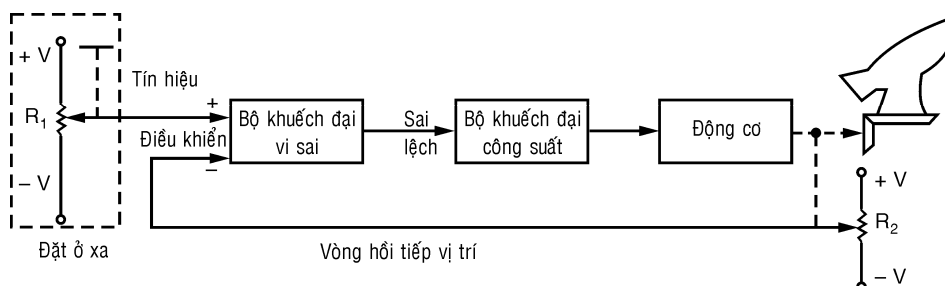 + V
R1
– V
Đặt ở xa
Tín hiệu
Điều khiển
+
–
Bộ khuếch đại
vi sai
Sai
lệch
Bộ khuếch đại
công suất
Động cơ
+ V
R2
– V
Vòng hồi tiếp vị trí